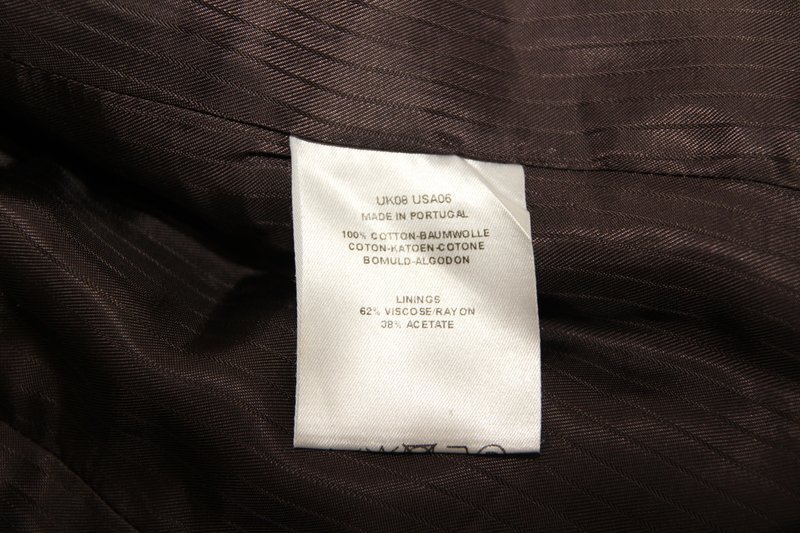 UK08 USA06
MADE IN PORTUGAL
100% COTTON-BAUMWOLLE
COTON-KATOEN-COTONE
BOMULD-ALGODON
LININGS
62% VISCOSE/RAYON
38% ACETATE